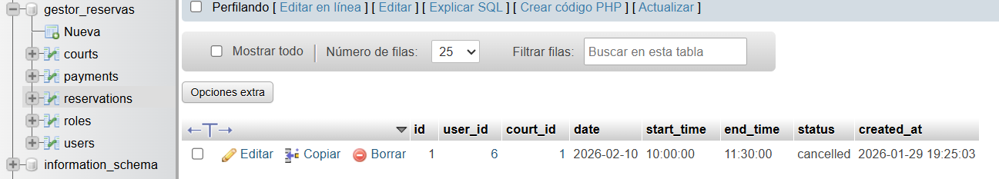 gestor_reservas
Nueva
courts
payments
reservations
roles
users
information_schema
Perfilando [ Editar en línea ] [ Editar ] [ Explicar SQL ] [ Crear código PHP ] [ Actualizar ]
Mostrar todo | Número de filas: 25 Filtrar filas: Buscar en esta tabla
Opciones extra
←T→ id user_id court_id date start_time end_time status created_at
Editar Copiar Borrar 1 6 1 2026-02-10 10:00:00 11:30:00 cancelled 2026-01-29 19:25:03